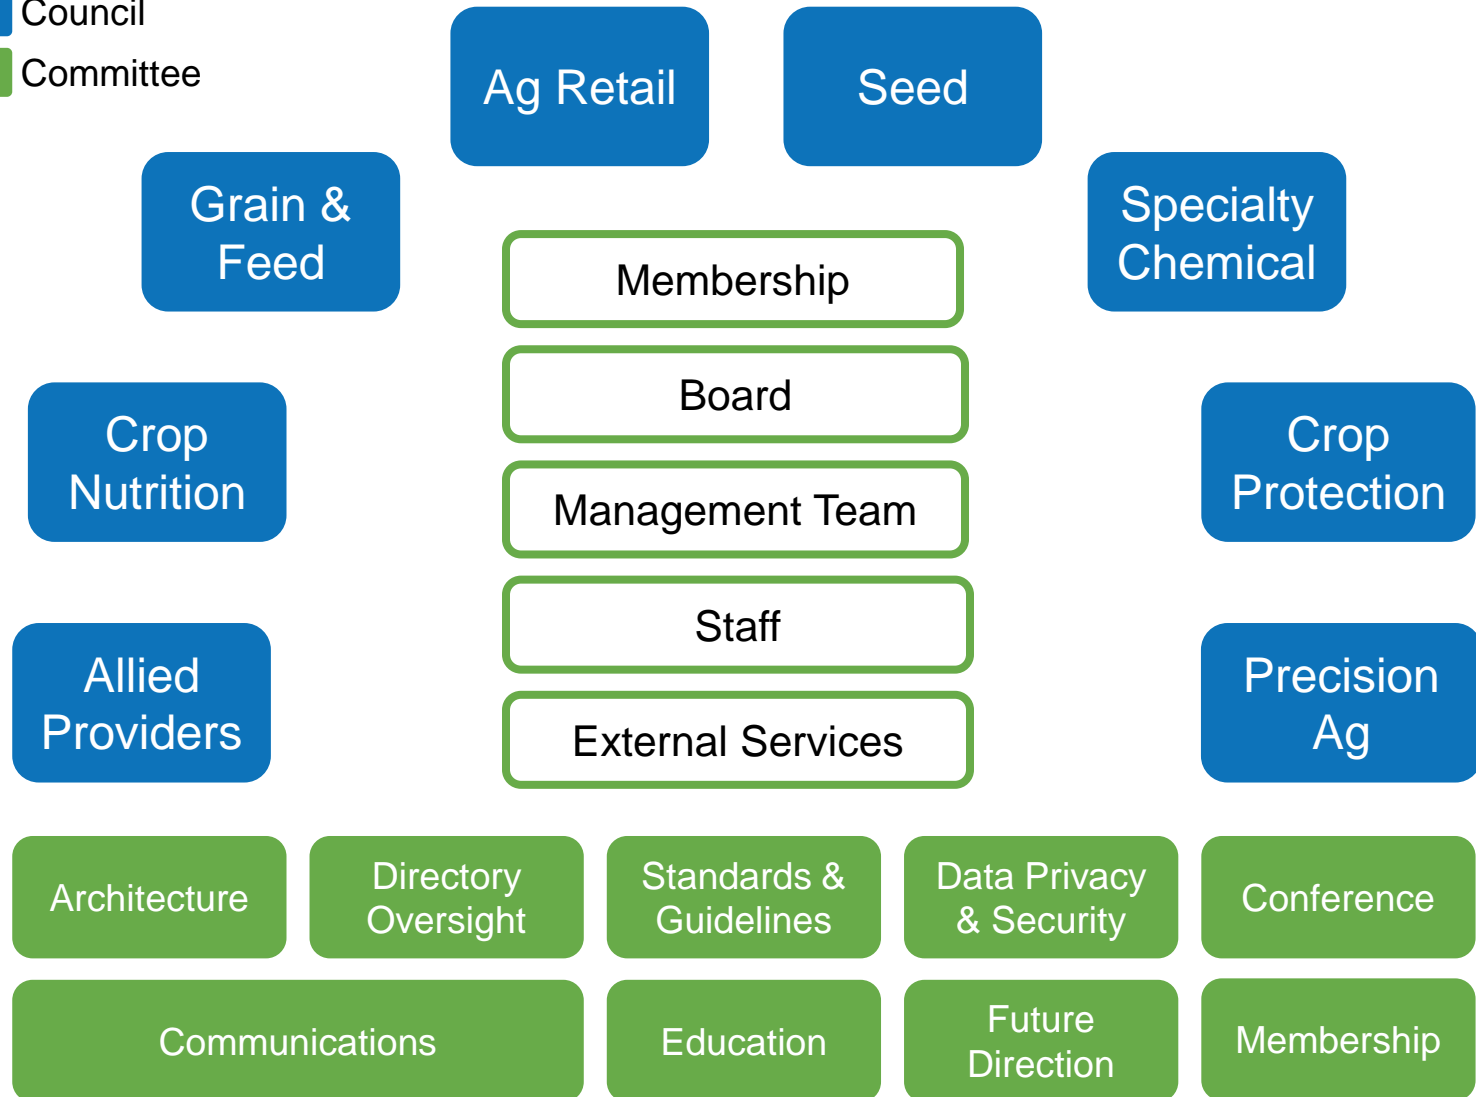 Council
Committee
Ag Retail
Seed
Grain &
Feed
Specialty
Chemical
Membership
Board
Crop
Nutrition
Crop
Protection
Management Team
Staff
Allied
Providers
Precision
Ag
External Services
Architecture
Directory
Oversight
Standards &
Guidelines
Data Privacy
& Security
Conference
Communications
Education
Future
Direction
Membership